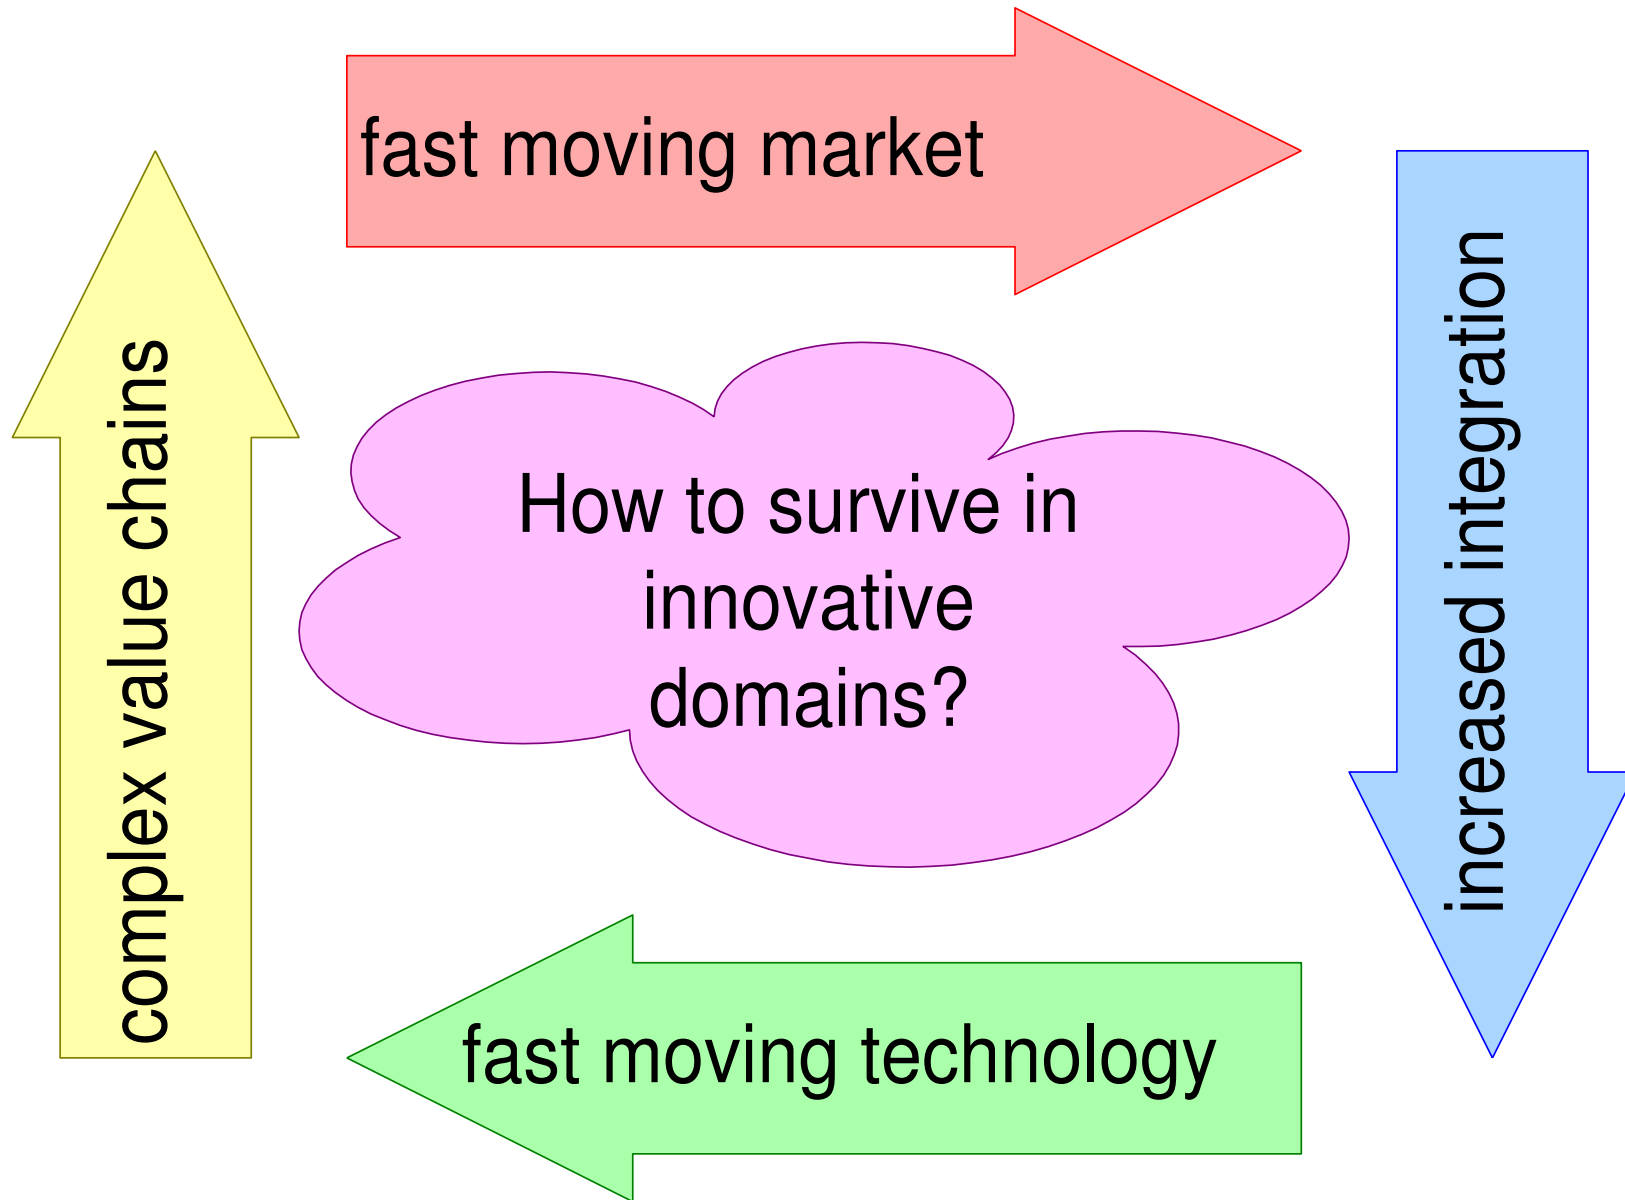 fast moving market
complex value chains
How to survive in
innovative
domains?
increased integration
fast moving technology